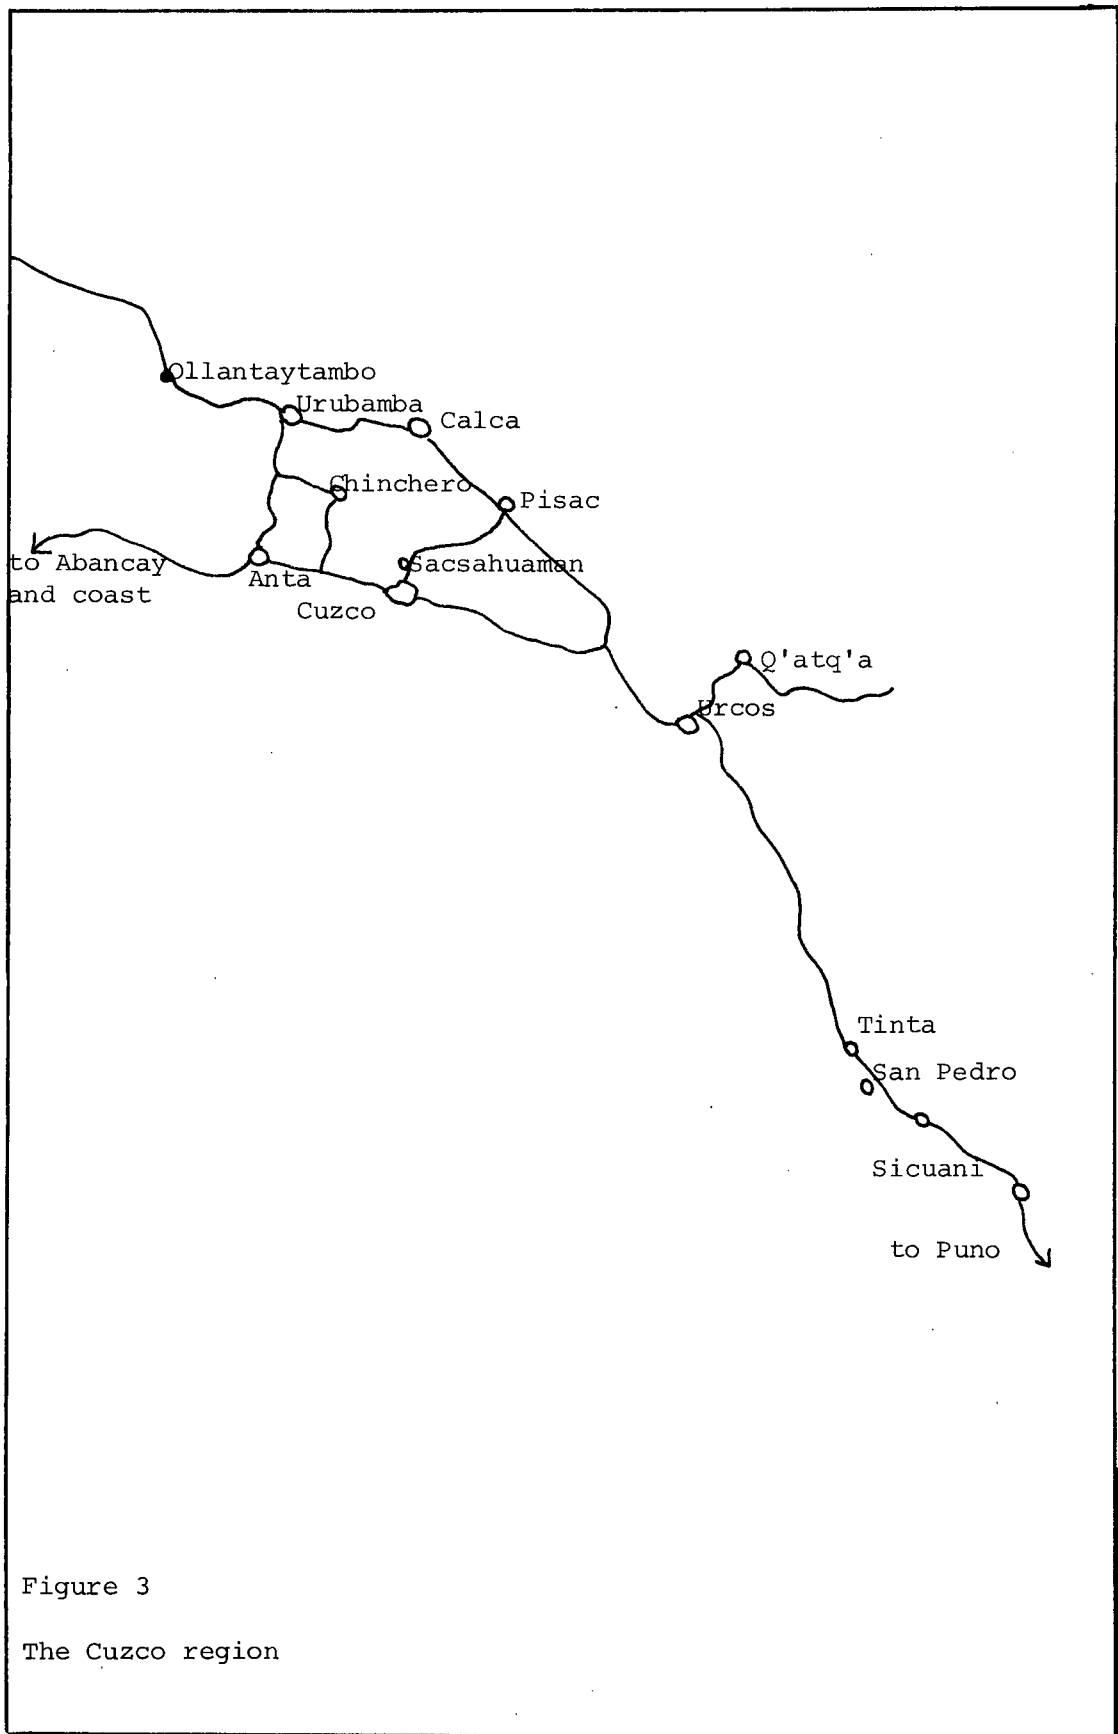 Ollantaytambo
Urubamba
Calca
Chinchero
Pisac
to Abancay
and coast
Anta
Sacsahuaman
Cuzco
Q'atq'a
Urcos
Tinta
San Pedro
Sicuani
to Puno
Figure 3
The Cuzco region